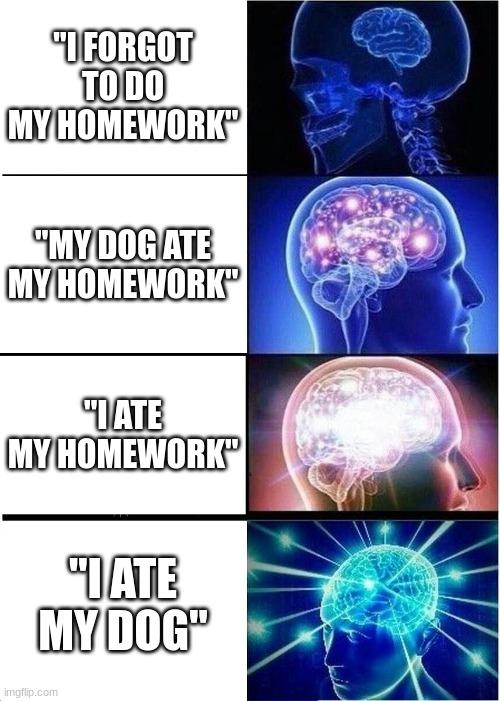 "I FORGOT
TO DO
MY HOMEWORK"
"MY DOG ATE
MY HOMEWORK"
"I ATE
MY HOMEWORK"
"I ATE
MY DOG"
imgflip.com